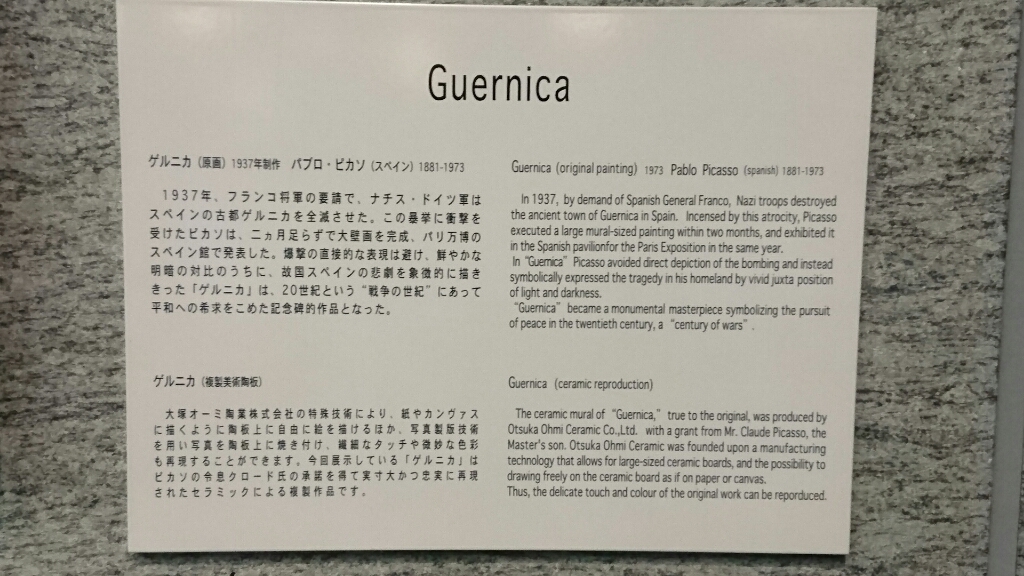 Guernica
ゲルニカ（原画）1937年制作　パブロ・ピカソ（スペイン）1881-1973
1937年、フランコ将軍の要請で、ナチス・ドイツ軍は
スペインの古都ゲルニカを全滅させた。この暴挙に衝撃を
受けたピカソは、二ヵ月足らずで大壁画を完成、パリ万博の
スペイン館で発表した。爆撃の直接的な表現は避け、鮮やかな
明暗の対比のうちに、故国スペインの悲劇を象徴的に描き
きった「ゲルニカ」は、20世紀という“戦争の世紀”にあって
平和への希求をこめた記念碑的作品となった。
Guernica (original painting) 1973 Pablo Picasso (spanish) 1881-1973
In 1937, by demand of Spanish General Franco, Nazi troops destroyed
the ancient town of Guernica in Spain. Incensed by this atrocity, Picasso
executed a large mural-sized painting within two months, and exhibited it
in the Spanish pavilionfor the Paris Exposition in the same year.
In “Guernica” Picasso avoided direct depiction of the bombing and instead
symbolically expressed the tragedy in his homeland by vivid juxta position
of light and darkness.
“Guernica” became a monumental masterpiece symbolizing the pursuit
of peace in the twentieth century, a “century of wars”.
ゲルニカ（複製美術陶板）
大塚オーミ陶業株式会社の特殊技術により、紙やカンヴァス
に描くように陶板上に自由に絵を描けるほか、写真製版技術
を用い写真を陶板上に焼き付け、繊細なタッチや微妙な色彩
も再現することができます。今回展示している「ゲルニカ」は
ピカソの令息クロード氏の承諾を得て実寸大かつ忠実に再現
されたセラミックによる複製作品です。
Guernica (ceramic reproduction)
The ceramic mural of “Guernica,” true to the original, was produced by
Otsuka Ohmi Ceramic Co.,Ltd. with a grant from Mr. Claude Picasso, the
Master's son. Otsuka Ohmi Ceramic was founded upon a manufacturing
technology that allows for large-sized ceramic boards, and the possibility to
drawing freely on the ceramic board as if on paper or canvas.
Thus, the delicate touch and colour of the original work can be reporduced.